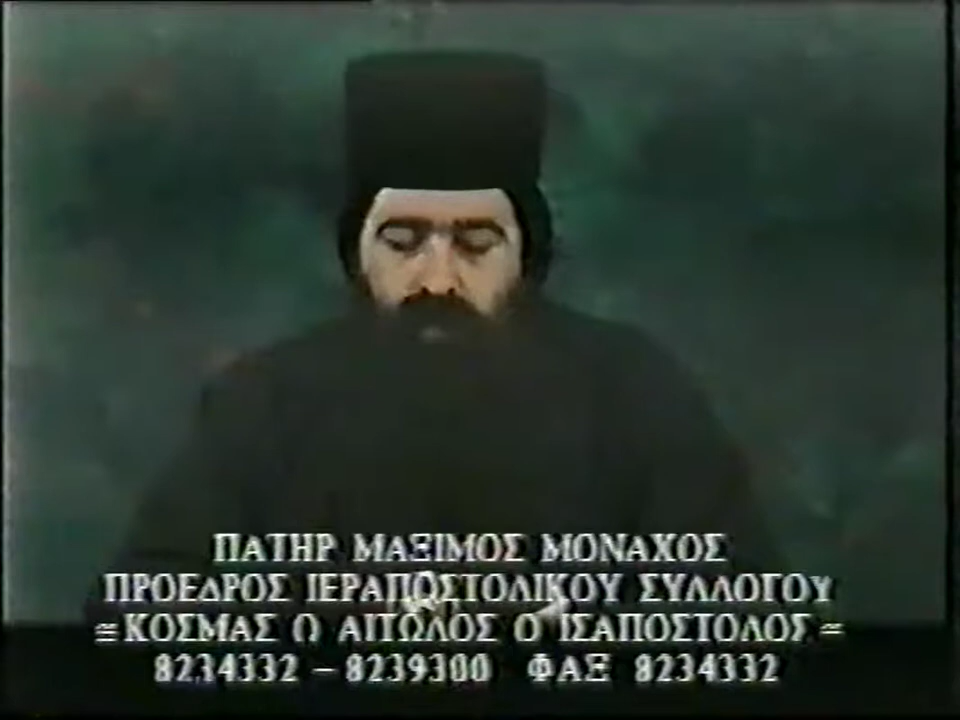 ΠΑΤΗΡ ΜΑΞΙΜΟΣ ΜΟΝΑΧΟΣ
ΠΡΟΕΔΡΟΣ ΙΕΡΑΠΟΣΤΟΛΙΚΟΥ ΣΥΛΛΟΓΟΥ
≅ ΚΟΣΜΑΣ Ο ΑΙΤΩΛΟΣ Ο ΙΣΑΠΟΣΤΟΛΟΣ =
8234332 – 8239300 ΦΑΞ 8234332